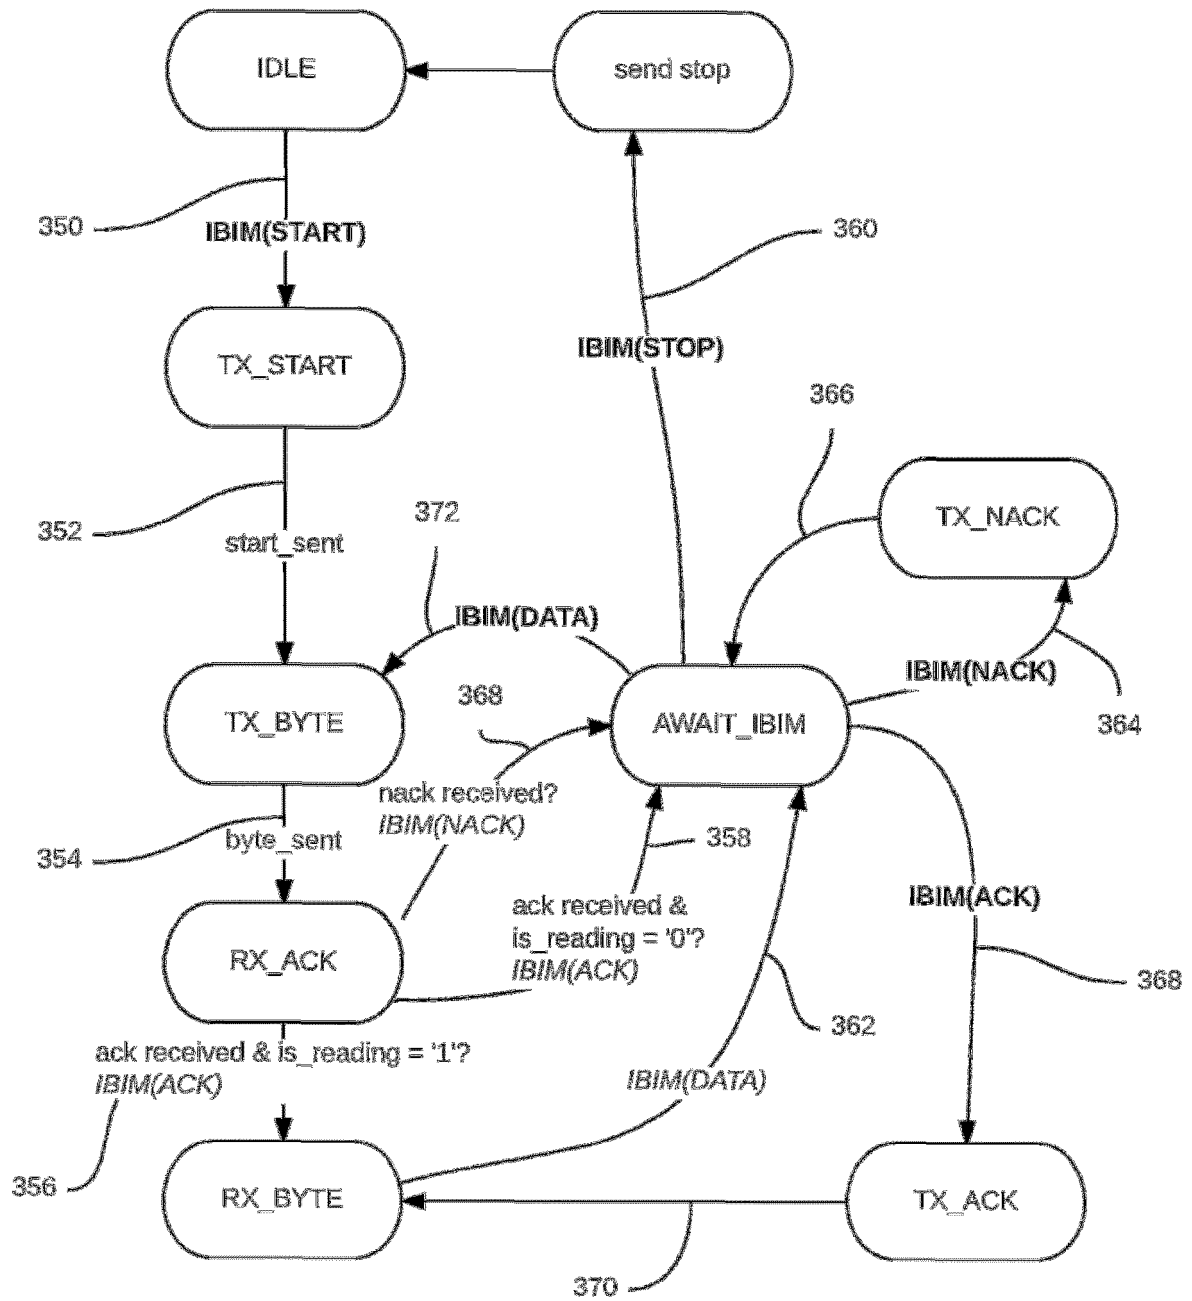 IDLE
send stop
350
IBIM(START)
360
TX_START
IBIM(STOP)
366
352
start_sent
372
TX_NACK
IBIM(DATA)
IBIM(NACK)
368
364
TX_BYTE
AWAIT_IBIM
nack received?
IBIM(NACK)
354
byte_sent
358
ack received &
is_reading = '0'?
IBIM(ACK)
IBIM(ACK)
RX_ACK
368
362
ack received & is_reading = '1'?
IBIM(ACK)
IBIM(DATA)
356
RX_BYTE
TX_ACK
370